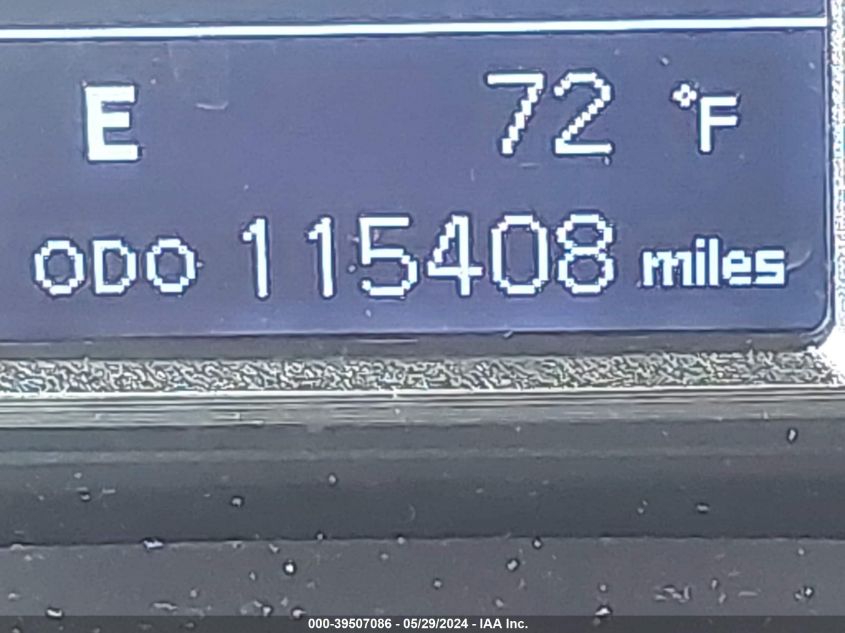 E 72 °F
ODO 115408 miles
000-39507086 - 05/29/2024 - IAA Inc.